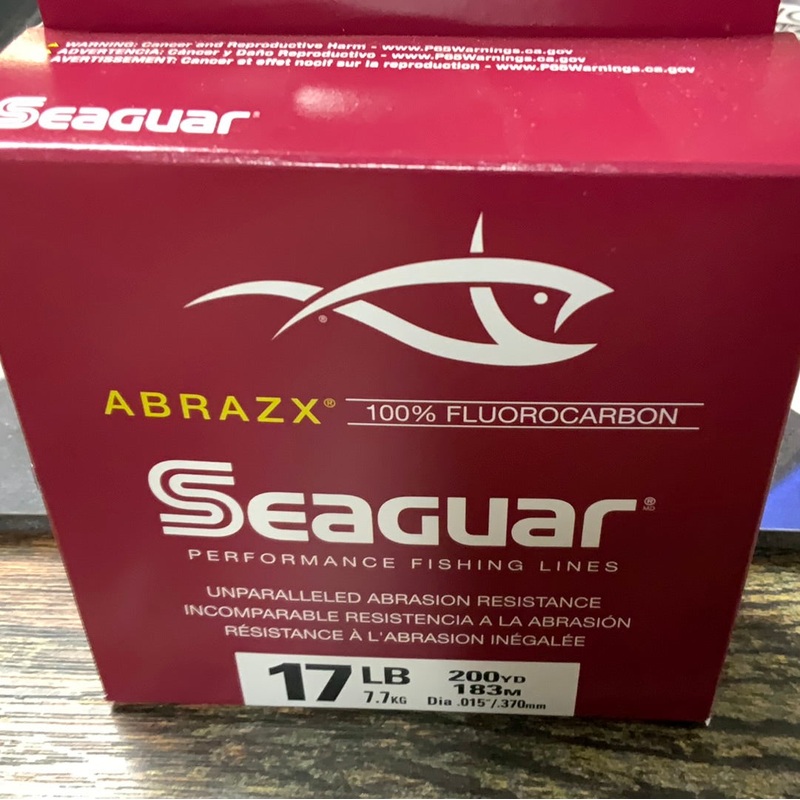 WARNING: Cancer and Reproductive Harm - www.P65Warnings.ca.gov
ADVERTENCIA: Cáncer y Daño Reproductivo - www.P65Warnings.ca.gov
AVERTISSEMENT: Cancer et effet nocif sur la reproduction - www.P65Warnings.ca.gov
Seaguar®
®
ABRAZX® 100% FLUOROCARBON
Seaguar®
MD
PERFORMANCE FISHING LINES
UNPARALLELED ABRASION RESISTANCE
INCOMPARABLE RESISTENCIA A LA ABRASIÓN
RÉSISTANCE À L'ABRASION INÉGALÉE
17 LB 200YD
7.7KG 183M
Dia .015"/.370mm